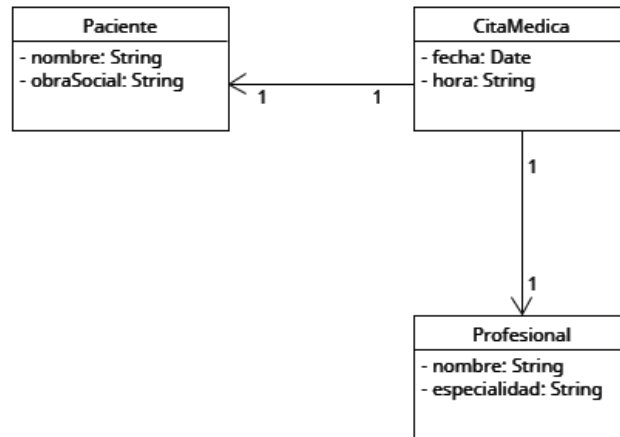 Paciente
- nombre: String
- obraSocial: String
CitaMedica
- fecha: Date
- hora: String
1
1
1
1
Profesional
- nombre: String
- especialidad: String